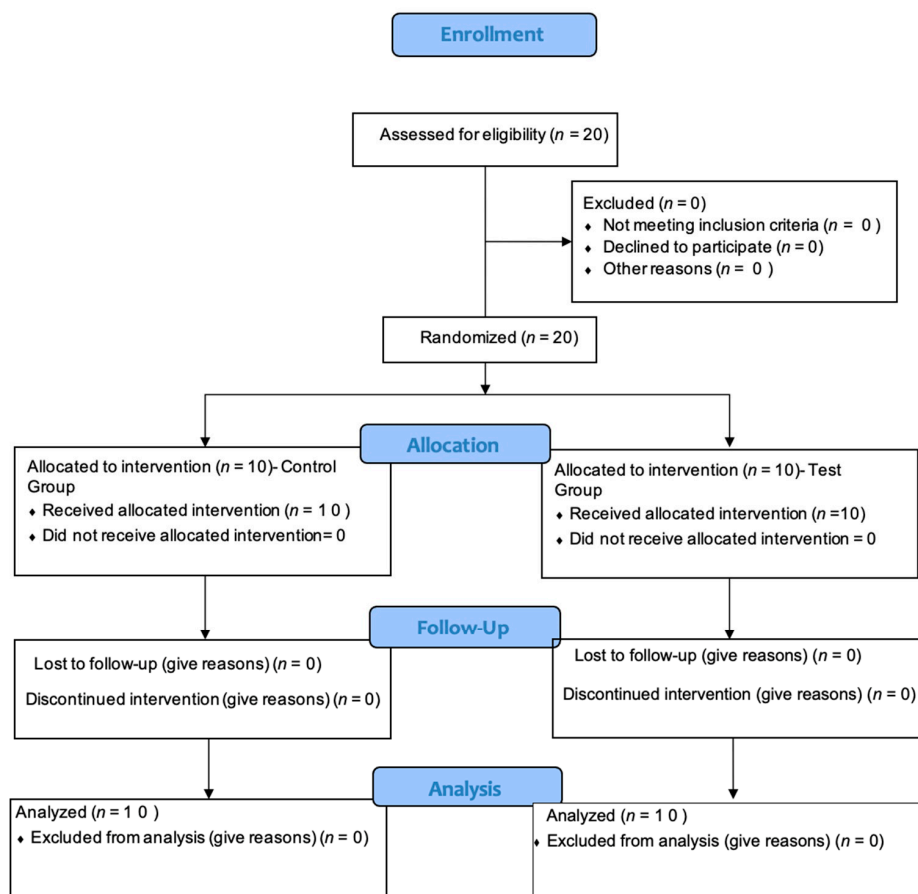 Enrollment
Assessed for eligibility (n = 20)
Excluded (n = 0)
♦ Not meeting inclusion criteria (n = 0 )
♦ Declined to participate (n = 0)
♦ Other reasons (n = 0 )
Randomized (n = 20)
Allocation
Allocated to intervention (n = 10)- Control
Group
♦ Received allocated intervention (n = 1 0 )
♦ Did not receive allocated intervention = 0
Allocated to intervention (n = 10)- Test
Group
♦ Received allocated intervention (n =10)
♦ Did not receive allocated intervention = 0
Follow-Up
Lost to follow-up (give reasons) (n = 0)
Discontinued intervention (give reasons) (n = 0)
Lost to follow-up (give reasons) (n = 0)
Discontinued intervention (give reasons) (n = 0)
Analysis
Analyzed (n = 1 0 )
♦ Excluded from analysis (give reasons) (n = 0)
Analyzed (n = 1 0 )
♦ Excluded from analysis (give reasons) (n = 0)